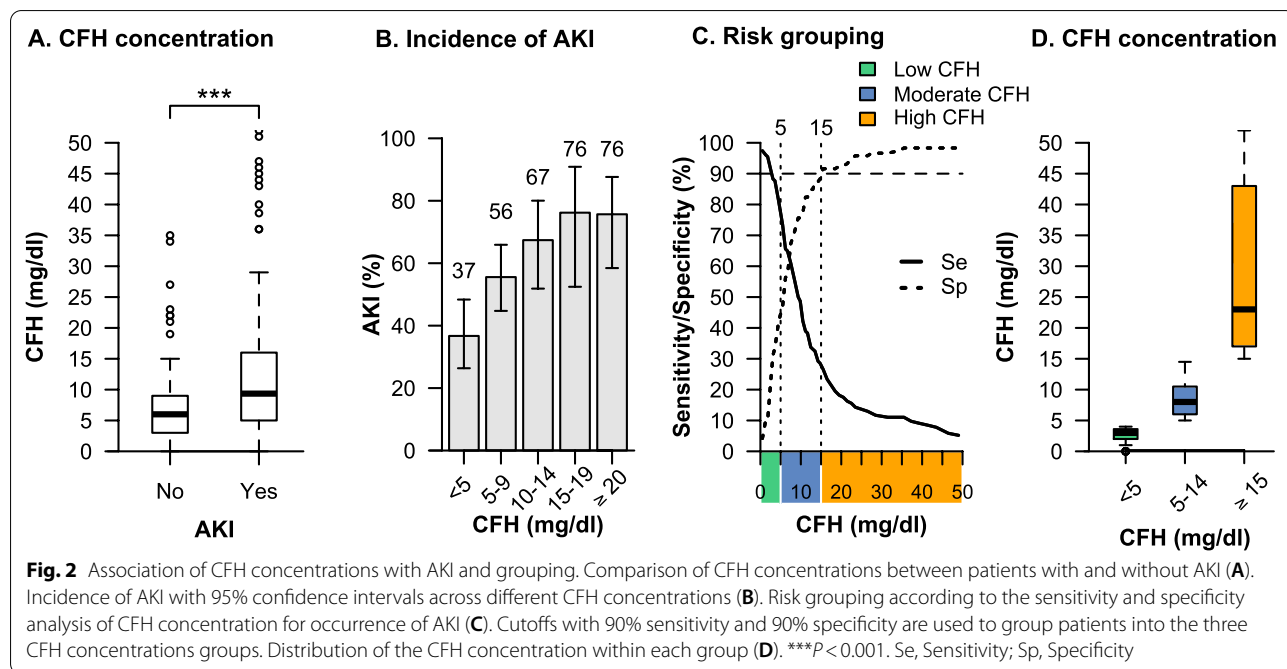 A. CFH concentration
***
CFH (mg/dl)
50
45
40
35
30
25
20
15
10
5
0
No Yes
AKI
B. Incidence of AKI
AKI (%)
100
80
60
40
20
0
37
56
67
76
76
<5
5-9
10-14
15-19
≥ 20
CFH (mg/dl)
C. Risk grouping
Low CFH
Moderate CFH
High CFH
5 15
Sensitivity/Specificity (%)
100
90
80
70
60
50
40
30
20
10
0
Se
Sp
0 10 20 30 40 50
CFH (mg/dl)
D. CFH concentration
CFH (mg/dl)
50
45
40
35
30
25
20
15
10
5
0
<5
5-14
≥ 15
CFH (mg/dl)
Fig. 2 Association of CFH concentrations with AKI and grouping. Comparison of CFH concentrations between patients with and without AKI (A).
Incidence of AKI with 95% confidence intervals across different CFH concentrations (B). Risk grouping according to the sensitivity and specificity
analysis of CFH concentration for occurrence of AKI (C). Cutoffs with 90% sensitivity and 90% specificity are used to group patients into the three
CFH concentrations groups. Distribution of the CFH concentration within each group (D). ***P < 0.001. Se, Sensitivity; Sp, Specificity